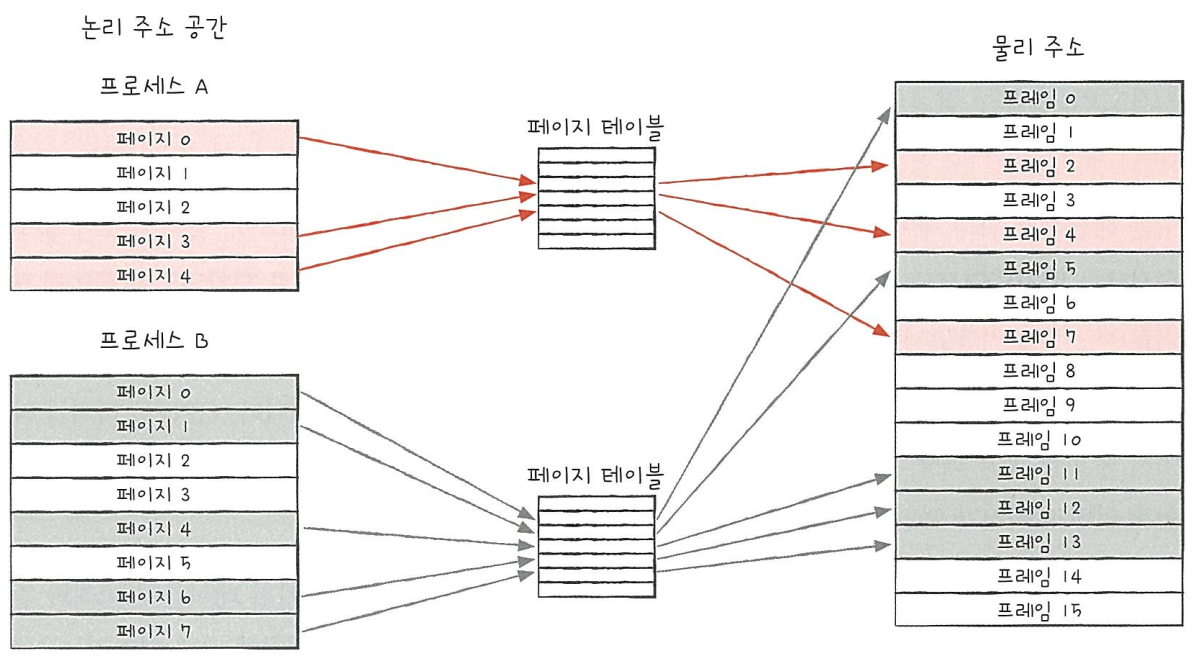 논리 주소 공간
프로세스 A
페이지 0
페이지 1
페이지 2
페이지 3
페이지 4
프로세스 B
페이지 0
페이지 1
페이지 2
페이지 3
페이지 4
페이지 5
페이지 6
페이지 7
페이지 테이블
페이지 테이블
물리 주소
프레임 0
프레임 1
프레임 2
프레임 3
프레임 4
프레임 5
프레임 6
프레임 7
프레임 8
프레임 9
프레임 10
프레임 11
프레임 12
프레임 13
프레임 14
프레임 15